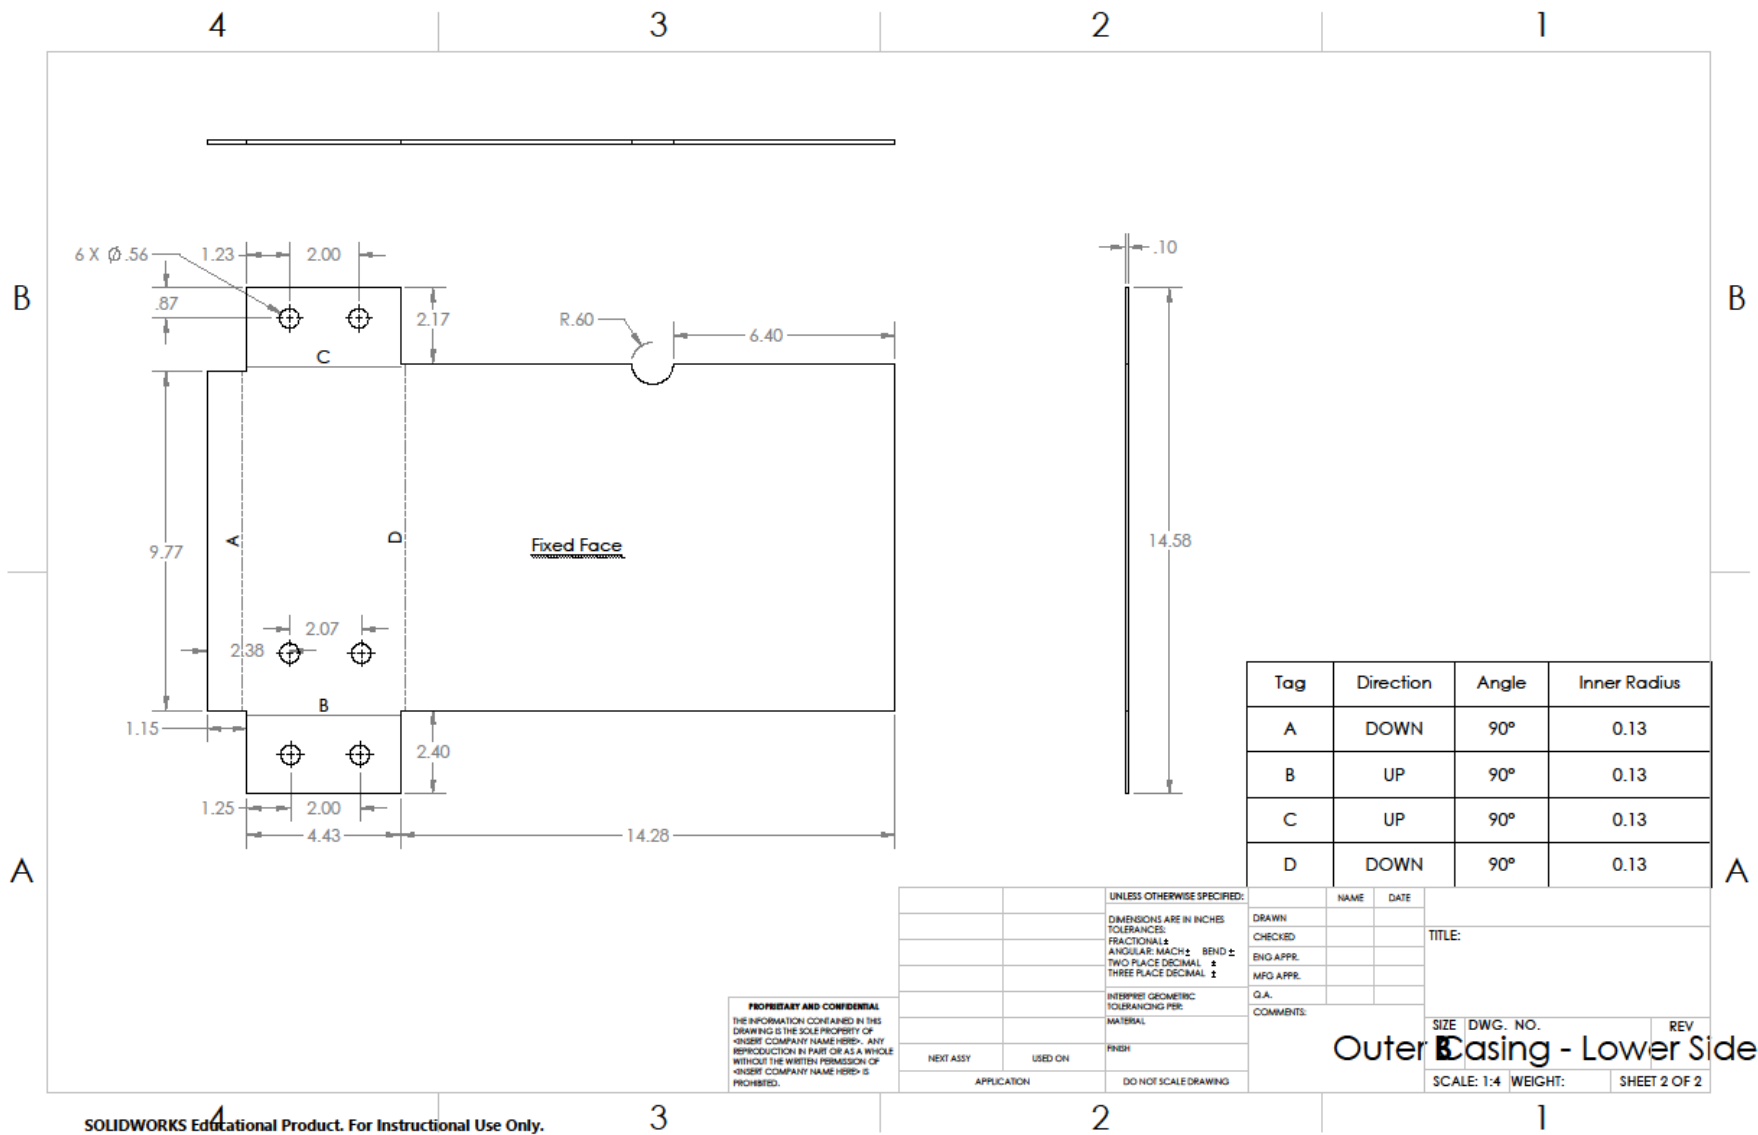 4 3 2 1
6 X Ø .56
1.23
2.00
.10
B
.87
2.17
R.60
6.40
B
C
9.77
A
D
Fixed Face
14.58
2.07
2.38
B
1.15
2.40
1.25
2.00
4.43
14.28
Tag Direction Angle Inner Radius
A DOWN 90° 0.13
B UP 90° 0.13
C UP 90° 0.13
D DOWN 90° 0.13
A
A
UNLESS OTHERWISE SPECIFIED:
DIMENSIONS ARE IN INCHES
TOLERANCES:
FRACTIONAL±
ANGULAR: MACH± BEND ±
TWO PLACE DECIMAL ±
THREE PLACE DECIMAL ±
INTERPRET GEOMETRIC
TOLERANCING PER:
MATERIAL
FINISH
DO NOT SCALE DRAWING
NAME DATE
DRAWN
CHECKED
ENG APPR.
MFG APPR.
Q.A.
COMMENTS:
TITLE:
SIZE DWG. NO. REV
B
Outer Casing - Lower Side
SCALE: 1:4 WEIGHT: SHEET 2 OF 2
PROPRIETARY AND CONFIDENTIAL
THE INFORMATION CONTAINED IN THIS
DRAWING IS THE SOLE PROPERTY OF
<INSERT COMPANY NAME HERE>. ANY
REPRODUCTION IN PART OR AS A WHOLE
WITHOUT THE WRITTEN PERMISSION OF
<INSERT COMPANY NAME HERE> IS
PROHIBITED.
NEXT ASSY USED ON
APPLICATION
4 3 2 1
SOLIDWORKS Educational Product. For Instructional Use Only.